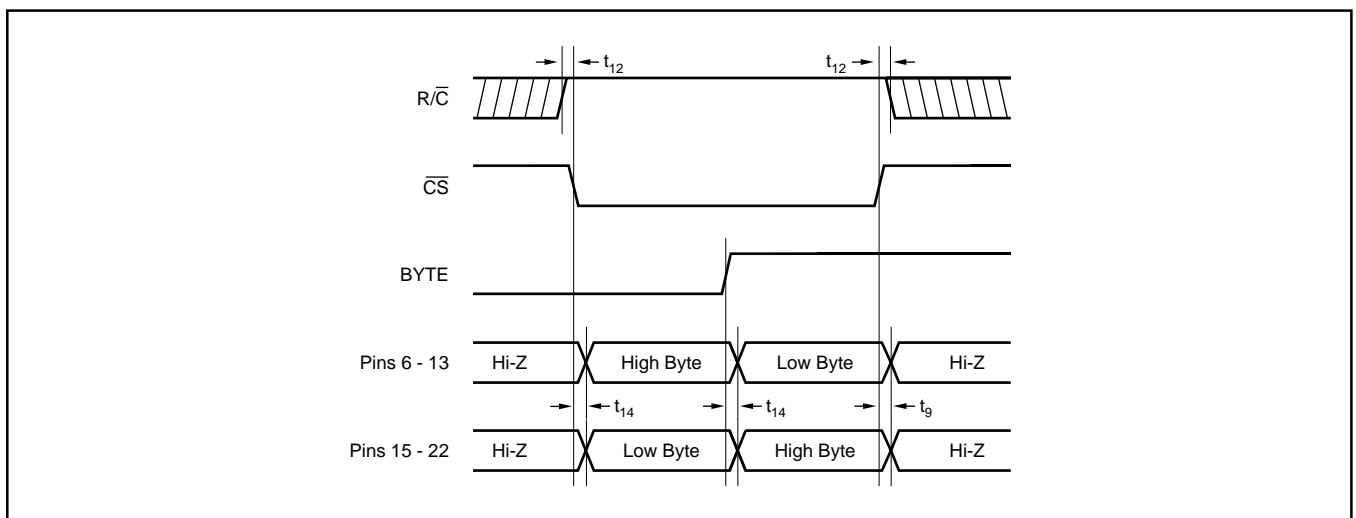 t12 t12
R/C̅
C̅S̅
BYTE
Pins 6 - 13 Hi-Z High Byte Low Byte Hi-Z
t14 t14 t9
Pins 15 - 22 Hi-Z Low Byte High Byte Hi-Z